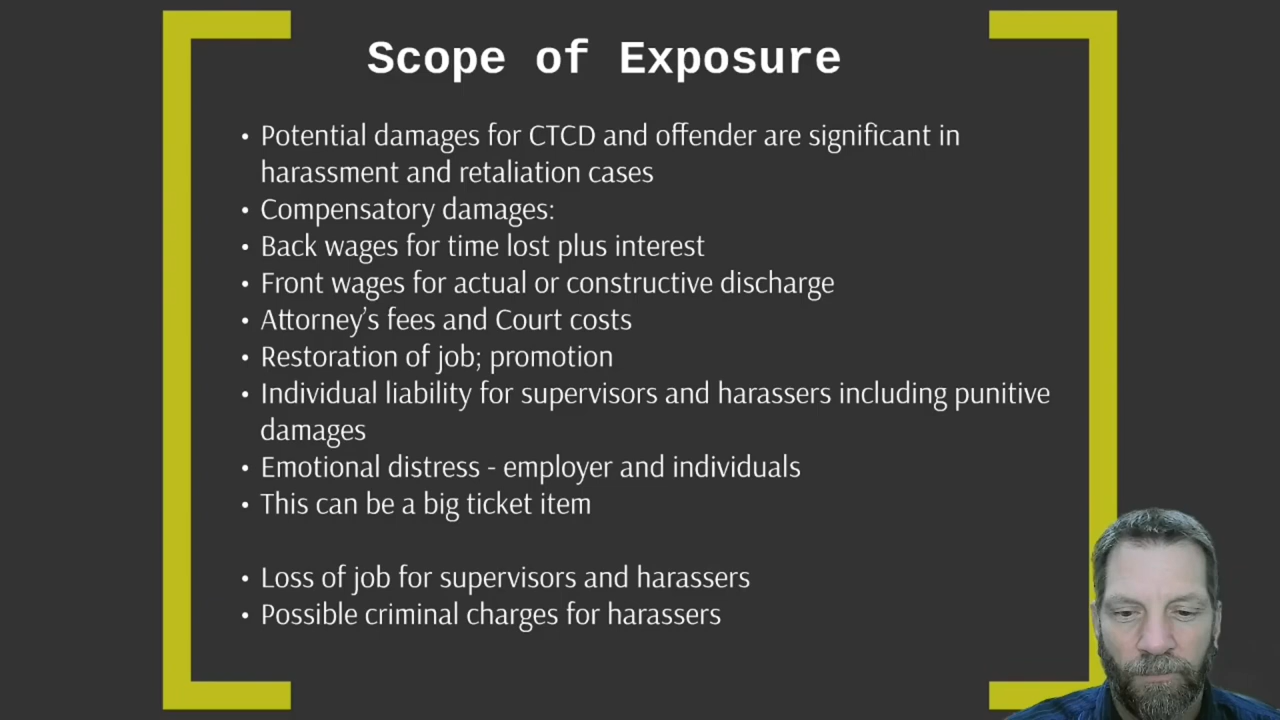 Scope of Exposure
• Potential damages for CTCD and offender are significant in
harassment and retaliation cases
• Compensatory damages:
• Back wages for time lost plus interest
• Front wages for actual or constructive discharge
• Attorney’s fees and Court costs
• Restoration of job; promotion
• Individual liability for supervisors and harassers including punitive
damages
• Emotional distress - employer and individuals
• This can be a big ticket item
• Loss of job for supervisors and harassers
• Possible criminal charges for harassers